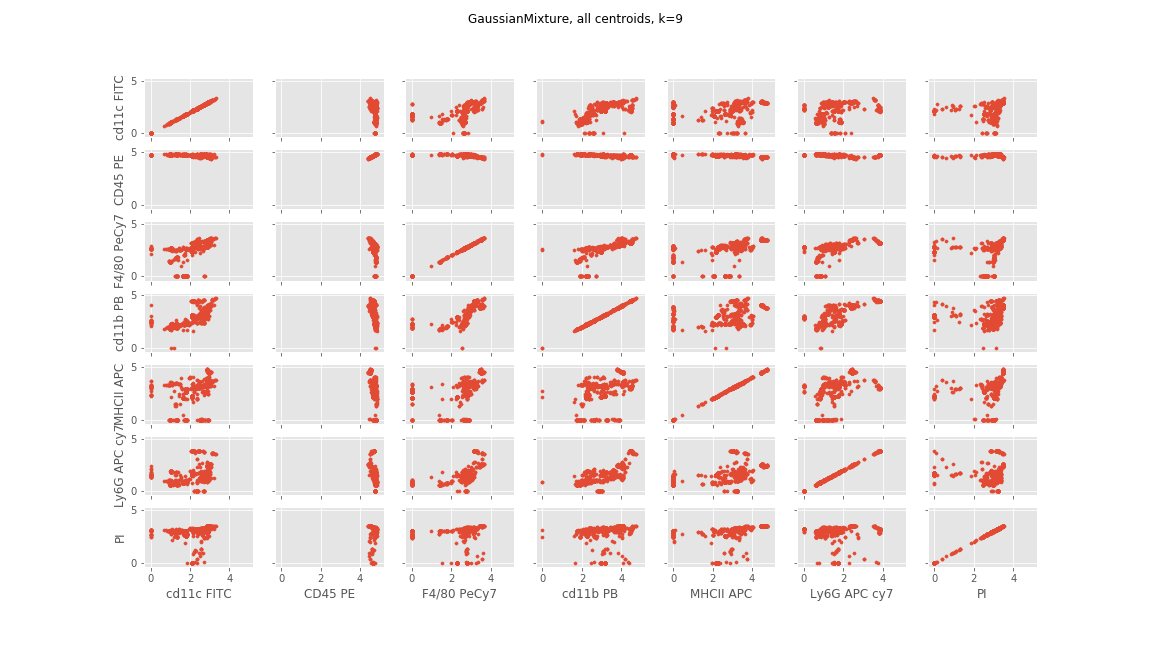 GaussianMixture, all centroids, k=9
cd11c FITC
5
0
CD45 PE
5
0
F4/80 PeCy7
5
0
cd11b PB
5
0
MHCII APC
5
0
Ly6G APC cy7
5
0
PI
5
0
0 2 4 0 2 4 0 2 4 0 2 4 0 2 4 0 2 4 0 2 4
cd11c FITC CD45 PE F4/80 PeCy7 cd11b PB MHCII APC Ly6G APC cy7 PI